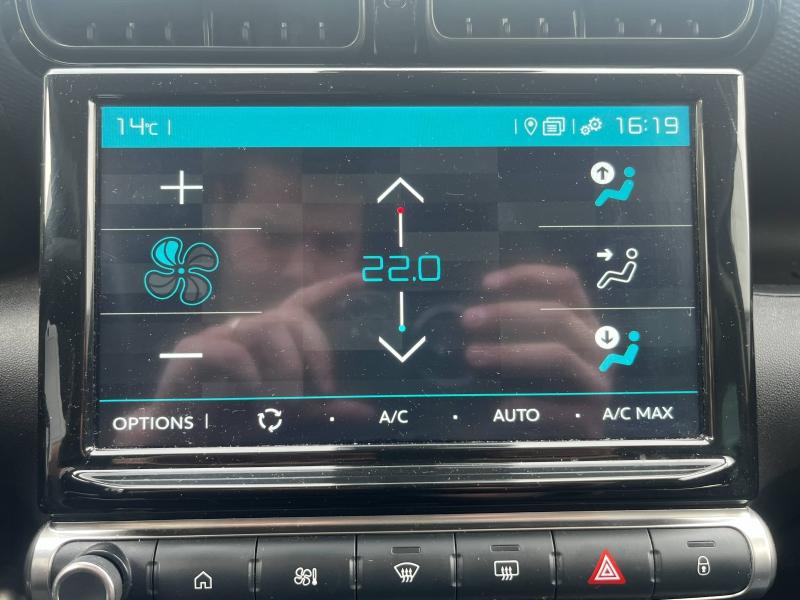 14°C 16:19
22.0
OPTIONS A/C AUTO A/C MAX